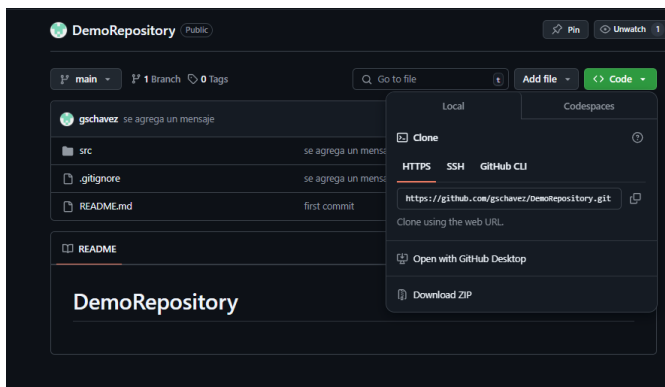 DemoRepository Public
Pin
Unwatch 1
main
1 Branch
0 Tags
Go to file
t
Add file
<> Code
gschavez se agrega un mensaje
src se agrega un mensa
.gitignore se agrega un mensa
README.md first commit
Local
Codespaces
Clone
HTTPS SSH GitHub CLI
https://github.com/gschavez/DemoRepository.git
Clone using the web URL.
Open with GitHub Desktop
Download ZIP
README
DemoRepository